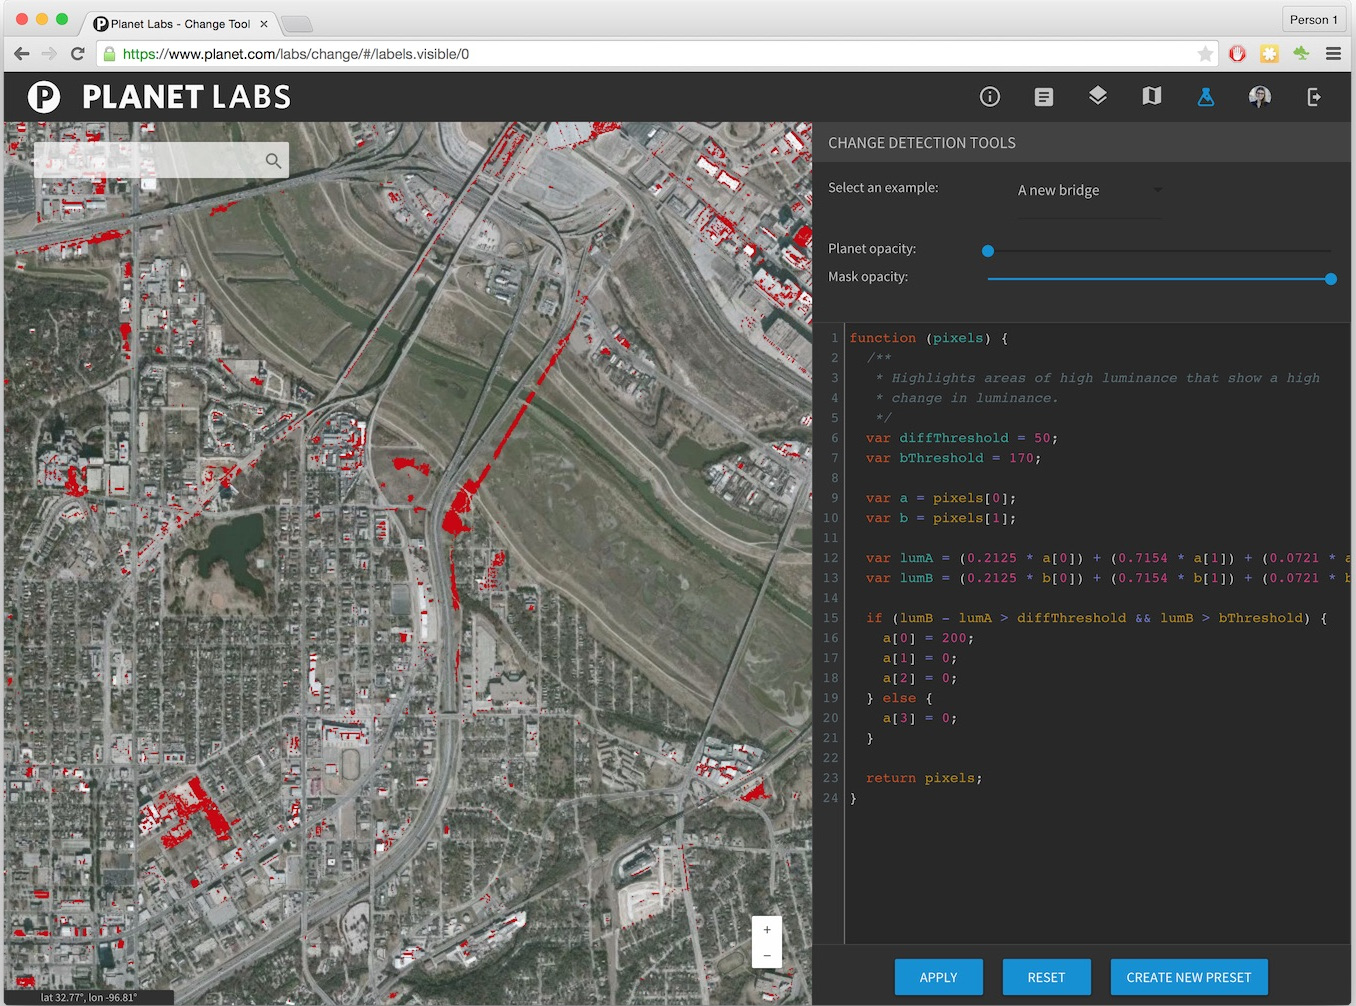 Planet Labs - Change Tool
Person 1
https://www.planet.com/labs/change/#/labels.visible/0
P PLANET LABS
CHANGE DETECTION TOOLS
Select an example:
A new bridge
Planet opacity:
Mask opacity:
1 function (pixels) {
2 /**
3 * Highlights areas of high luminance that show a high
4 * change in luminance.
5 */
6 var diffThreshold = 50;
7 var bThreshold = 170;
8
9 var a = pixels[0];
10 var b = pixels[1];
11
12 var lumA = (0.2125 * a[0]) + (0.7154 * a[1]) + (0.0721 * a
13 var lumB = (0.2125 * b[0]) + (0.7154 * b[1]) + (0.0721 * b
14
15 if (lumB - lumA > diffThreshold && lumB > bThreshold) {
16 a[0] = 200;
17 a[1] = 0;
18 a[2] = 0;
19 } else {
20 a[3] = 0;
21 }
22
23 return pixels;
24 }
+
−
lat 32.77°, lon -96.81°
APPLY
RESET
CREATE NEW PRESET